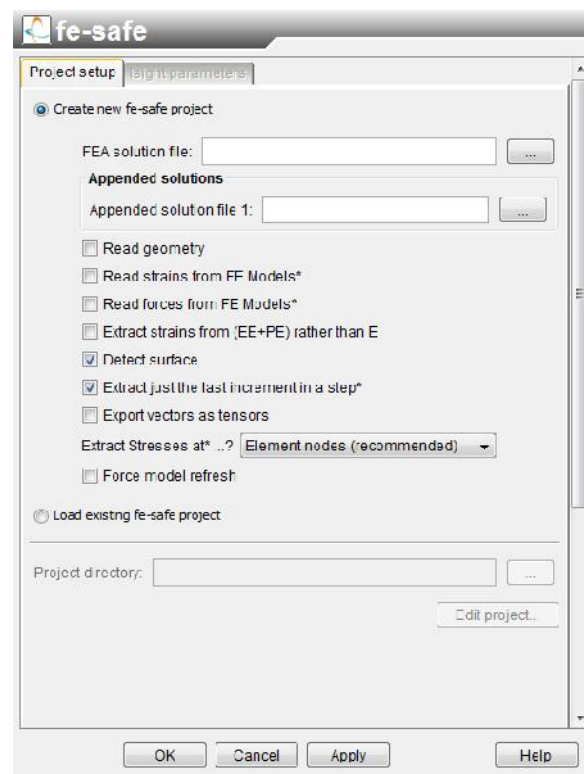 fe-safe
Project setup Isight parameters
Create new fe-safe project
FEA solution file: ...
Appended solutions
Appended solution file 1: ...
Read geometry
Read strains from FE Models*
Read forces from FE Models*
Extract strains from (EE+PE) rather than E
Detect surface
Extract just the last increment in a step*
Export vectors as tensors
Extract Stresses at* ..? Element nodes (recommended)
Force model refresh
Load existing fe-safe project
Project directory: ...
Edit project..
OK Cancel Apply Help